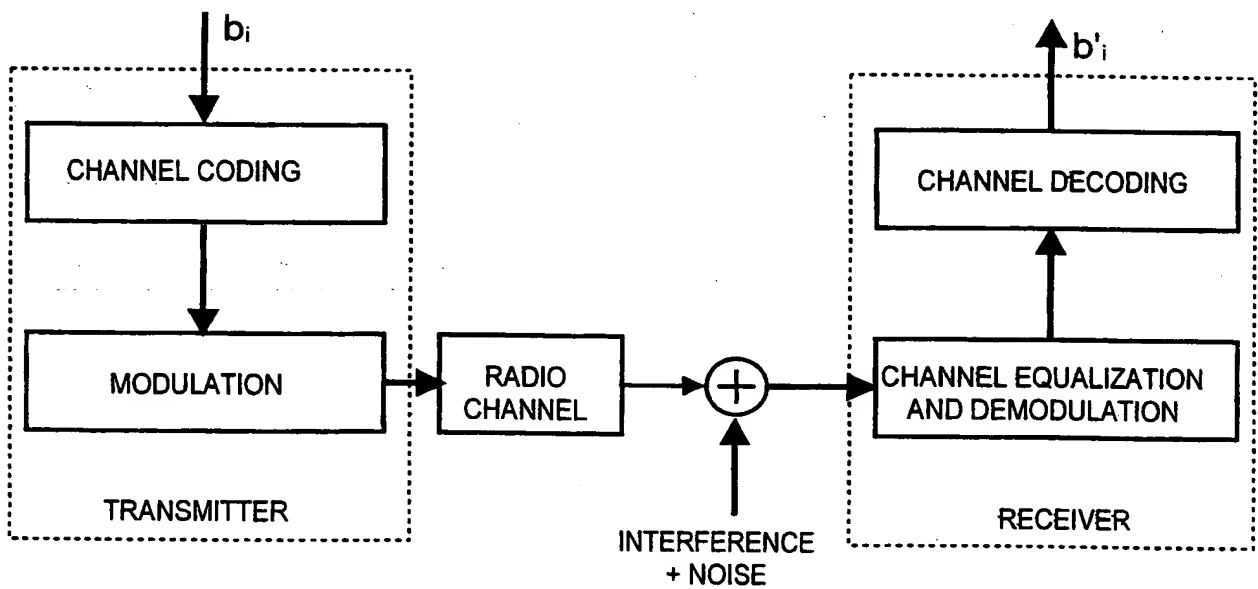 bi
CHANNEL CODING
MODULATION
TRANSMITTER
RADIO
CHANNEL
+
INTERFERENCE
+ NOISE
b'i
CHANNEL DECODING
CHANNEL EQUALIZATION
AND DEMODULATION
RECEIVER